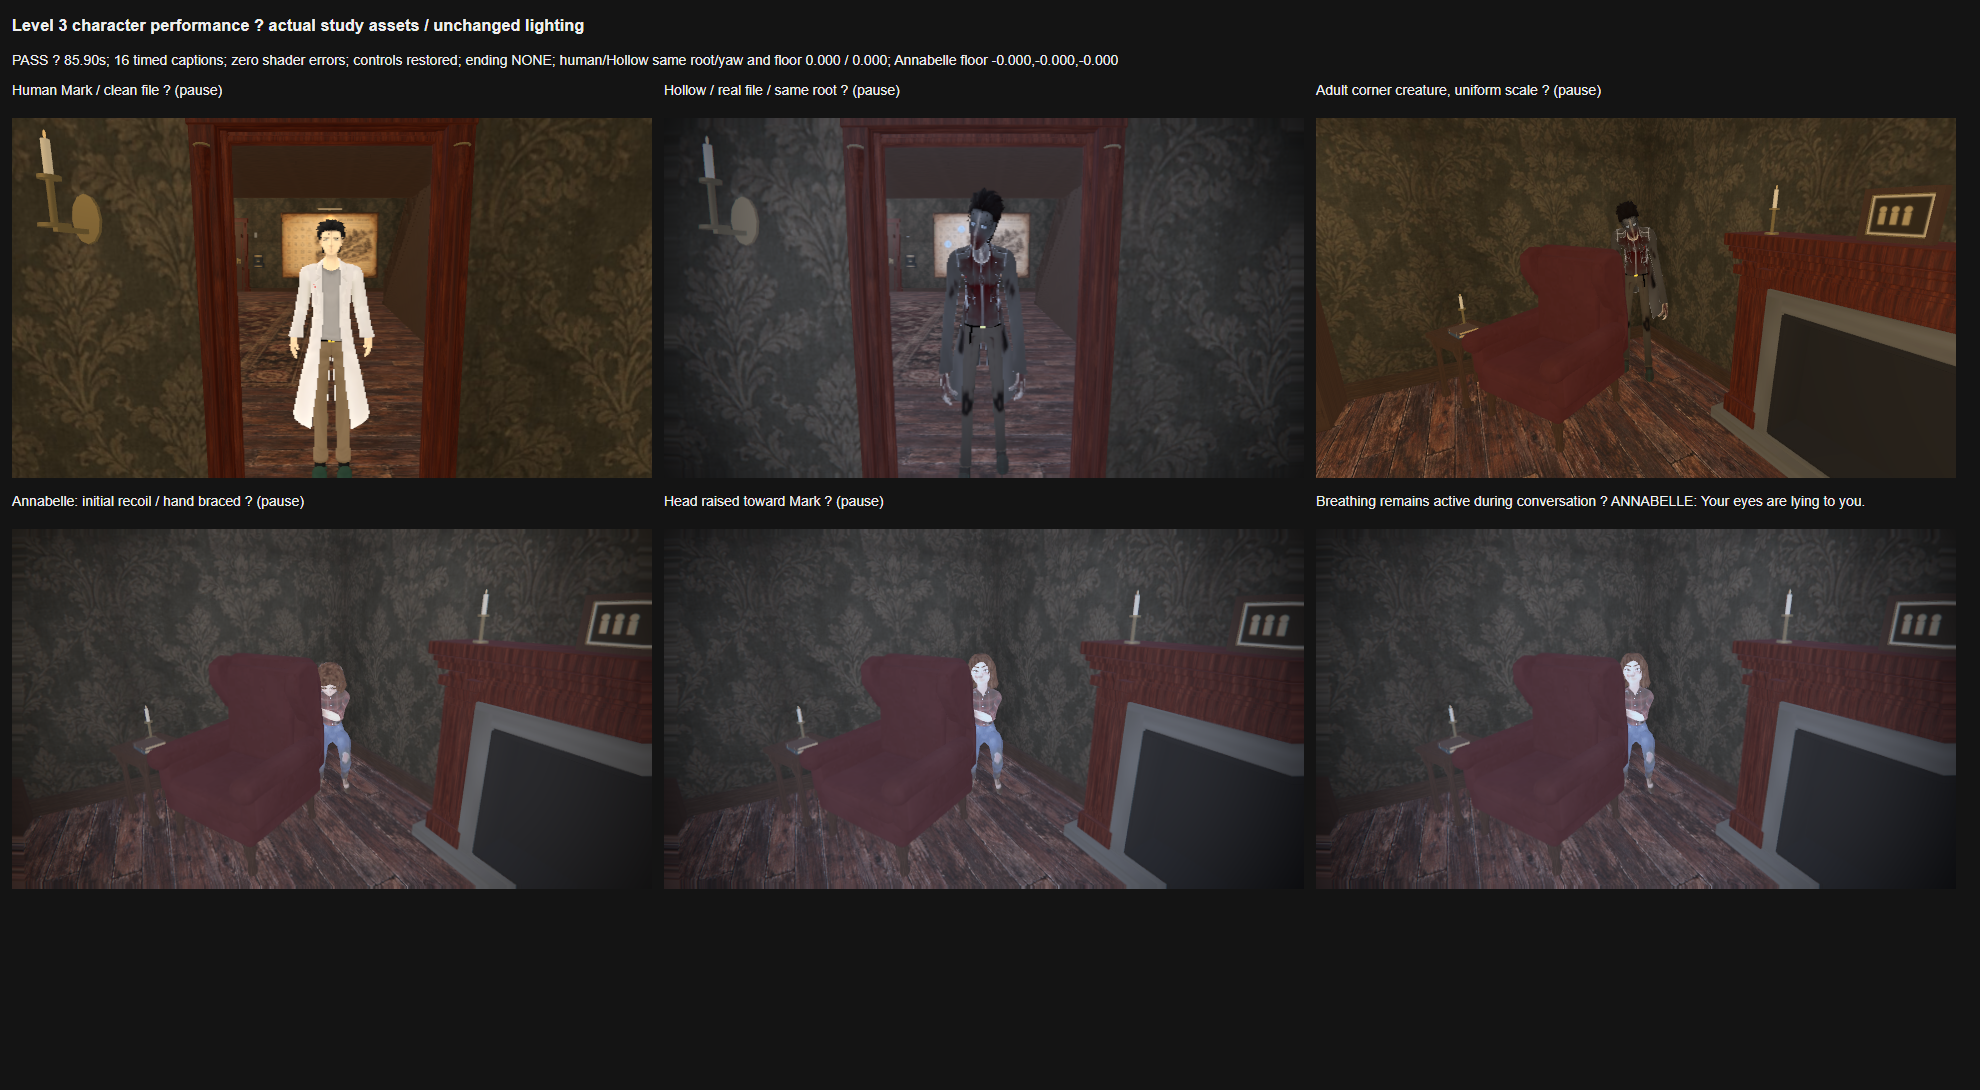 Level 3 character performance ? actual study assets / unchanged lighting
PASS ? 85.90s; 16 timed captions; zero shader errors; controls restored; ending NONE; human/Hollow same root/yaw and floor 0.000 / 0.000; Annabelle floor -0.000,-0.000,-0.000
Human Mark / clean file ? (pause)
Hollow / real file / same root ? (pause)
Adult corner creature, uniform scale ? (pause)
Annabelle: initial recoil / hand braced ? (pause)
Head raised toward Mark ? (pause)
Breathing remains active during conversation ? ANNABELLE: Your eyes are lying to you.